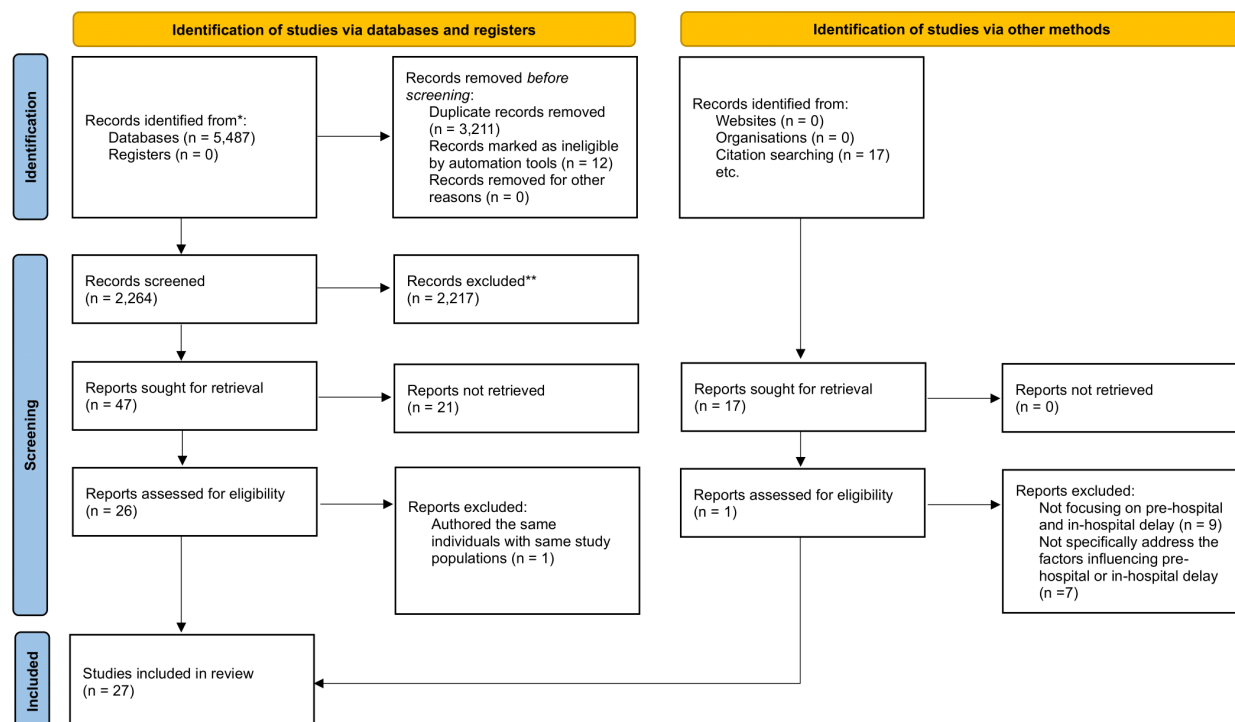 Identification of studies via databases and registers
Identification of studies via other methods
Identification
Records identified from*:
Databases (n = 5,487)
Registers (n = 0)
Records removed before
screening:
Duplicate records removed
(n = 3,211)
Records marked as ineligible
by automation tools (n = 12)
Records removed for other
reasons (n = 0)
Records identified from:
Websites (n = 0)
Organisations (n = 0)
Citation searching (n = 17)
etc.
Screening
Records screened
(n = 2,264)
Records excluded**
(n = 2,217)
Reports sought for retrieval
(n = 47)
Reports not retrieved
(n = 21)
Reports sought for retrieval
(n = 17)
Reports not retrieved
(n = 0)
Reports assessed for eligibility
(n = 26)
Reports excluded:
Authored the same
individuals with same study
populations (n = 1)
Reports assessed for eligibility
(n = 1)
Reports excluded:
Not focusing on pre-hospital
and in-hospital delay (n = 9)
Not specifically address the
factors influencing pre-
hospital or in-hospital delay
(n =7)
Included
Studies included in review
(n = 27)